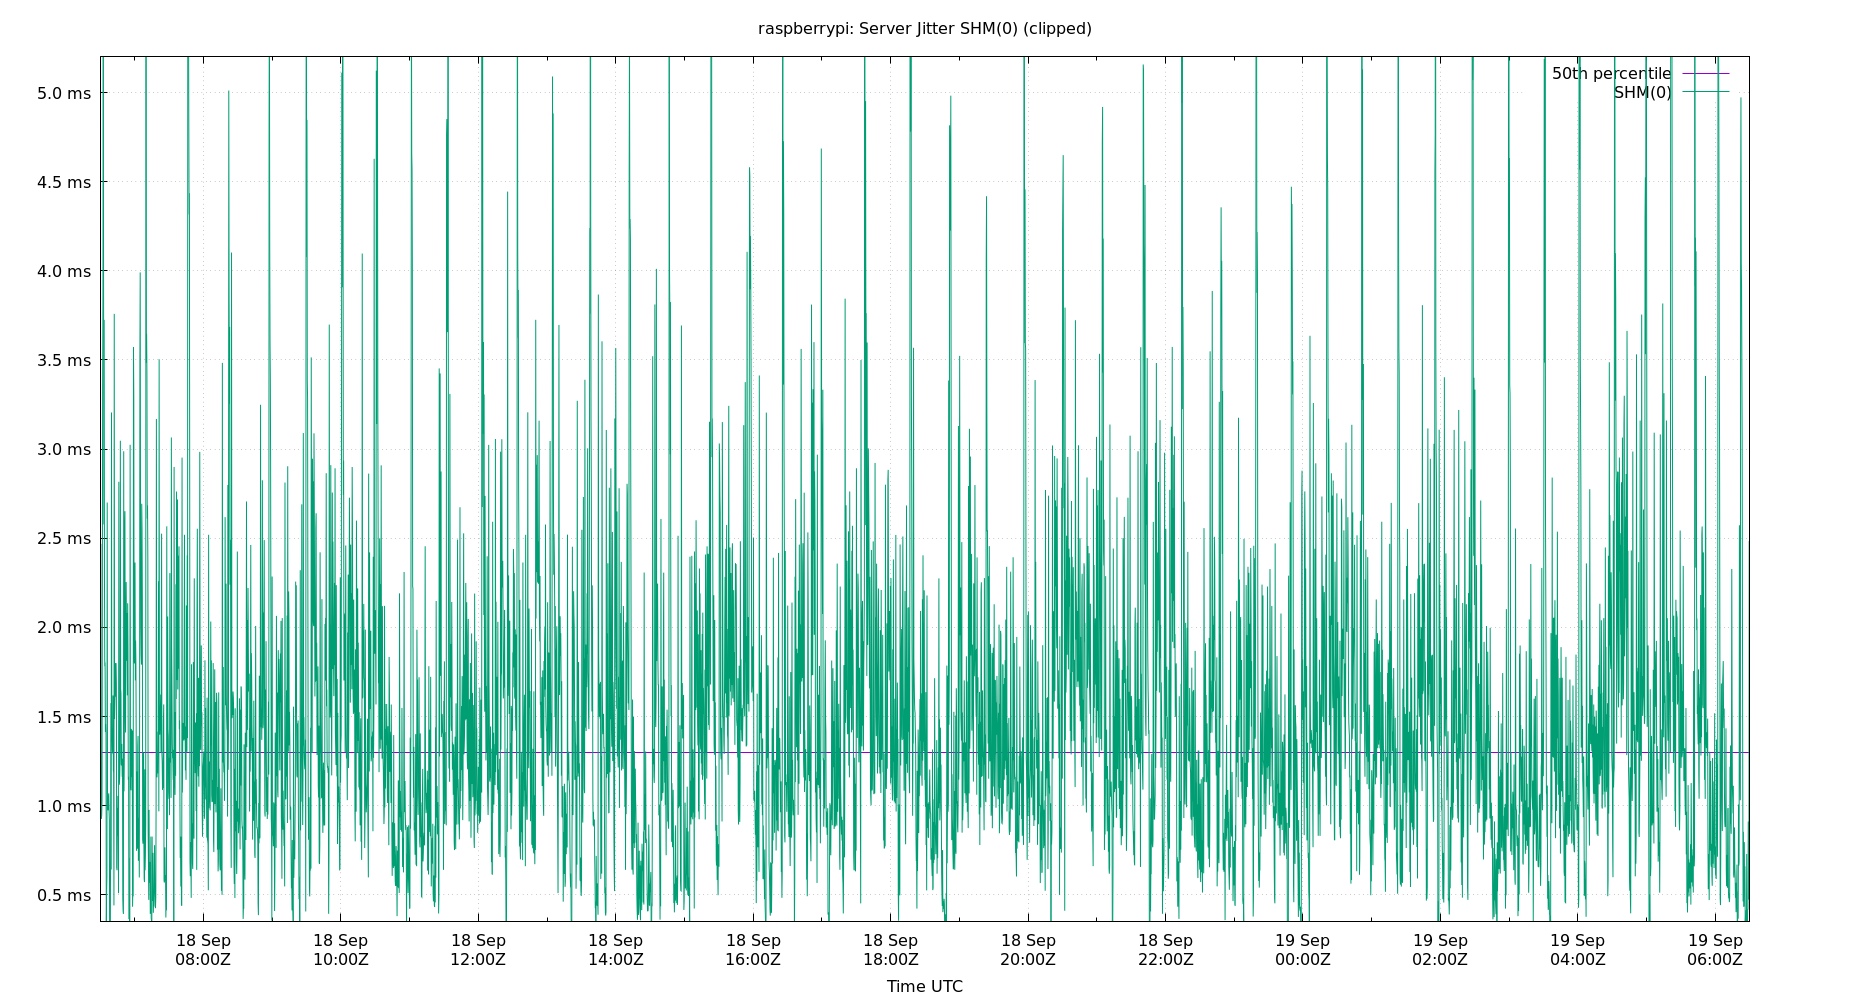 raspberrypi: Server Jitter SHM(0) (clipped)
50th percentile
SHM(0)
5.0 ms
4.5 ms
4.0 ms
3.5 ms
3.0 ms
2.5 ms
2.0 ms
1.5 ms
1.0 ms
0.5 ms
18 Sep 18 Sep 18 Sep 18 Sep 18 Sep 18 Sep 18 Sep 18 Sep 19 Sep 19 Sep 19 Sep 19 Sep
08:00Z 10:00Z 12:00Z 14:00Z 16:00Z 18:00Z 20:00Z 22:00Z 00:00Z 02:00Z 04:00Z 06:00Z
Time UTC